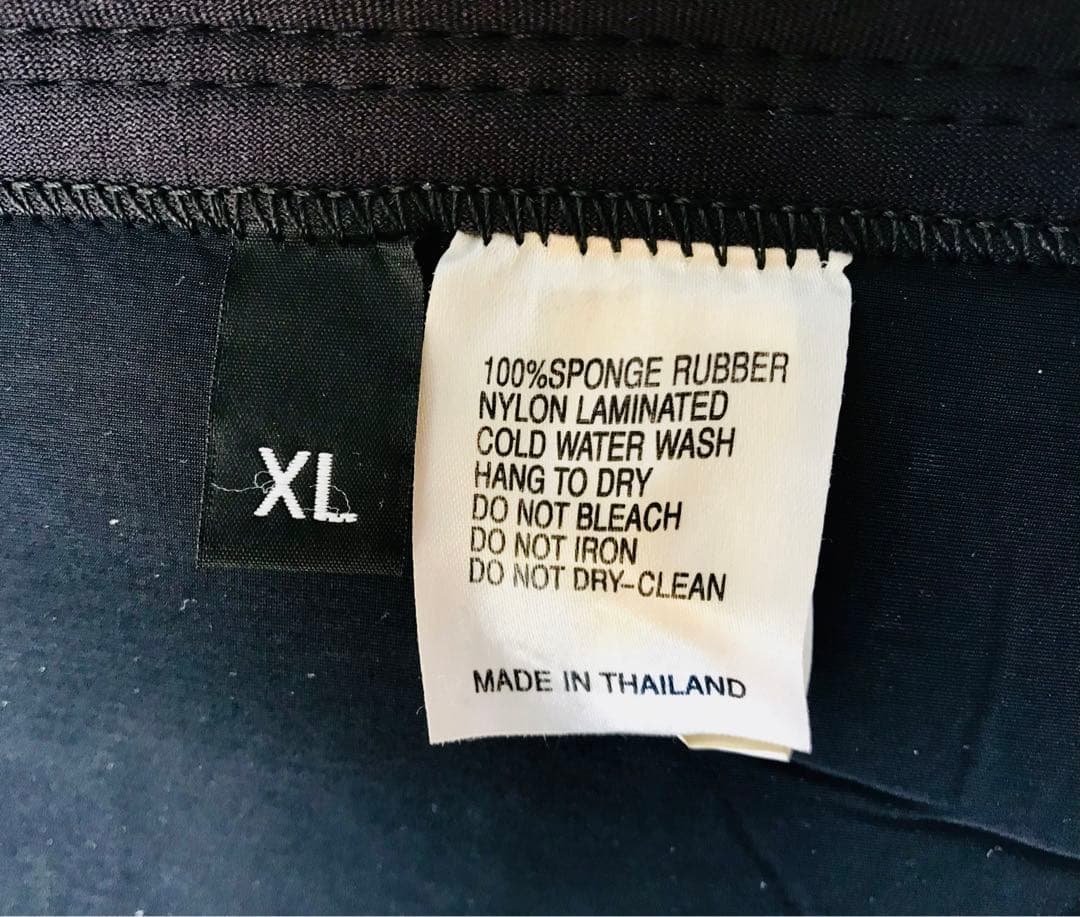 XL
100%SPONGE RUBBER
NYLON LAMINATED
COLD WATER WASH
HANG TO DRY
DO NOT BLEACH
DO NOT IRON
DO NOT DRY-CLEAN
MADE IN THAILAND